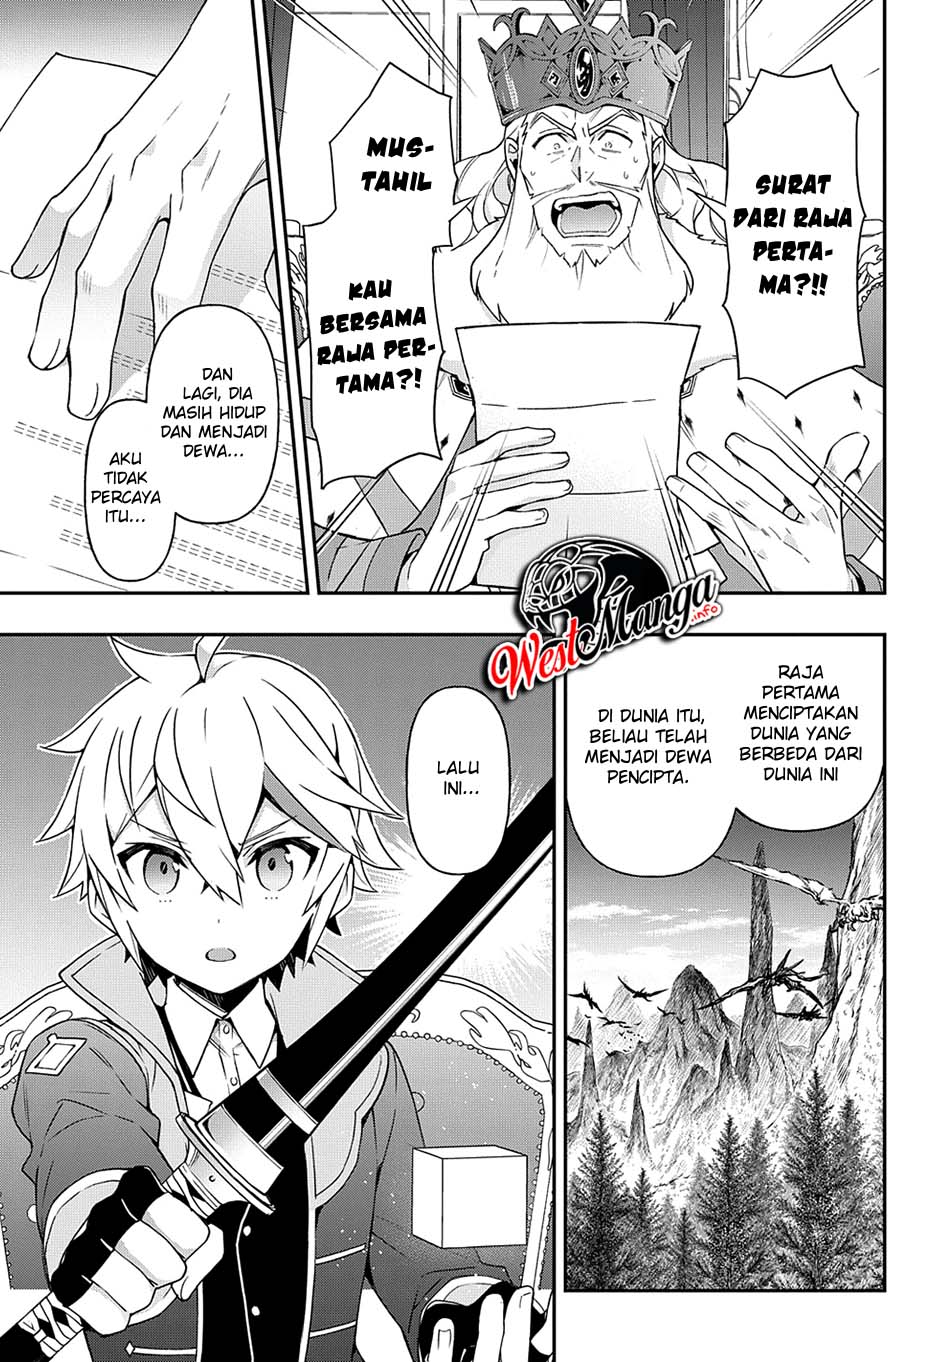 SURAT
DARI RAJA
PERTA-
MA?!!
MUS-
TAHIL
KAU
BERSAMA
RAJA PER-
TAMA?!
DAN
LAGI, DIA
MASIH HIDUP
DAN MENJADI
DEWA...
AKU
TIDAK
PERCAYA
ITU...
WestManga
.info
RAJA
PERTAMA
MENCIPTAKAN
DUNIA YANG
BERBEDA DARI
DUNIA INI
DI DUNIA ITU,
BELIAU TELAH
MENJADI DEWA
PENCIPTA.
LALU
INI...